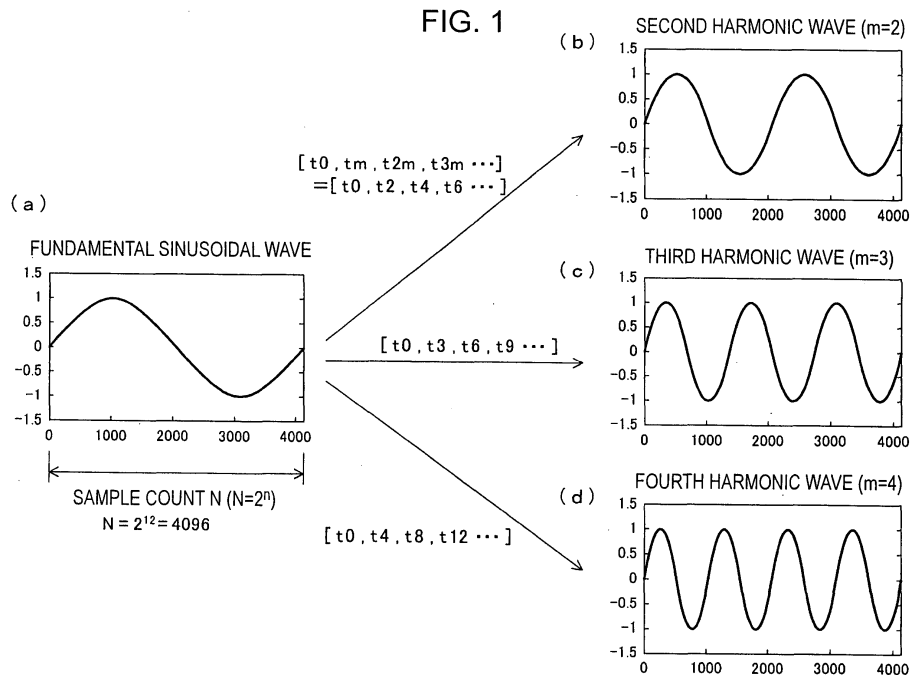 FIG. 1
(a)
FUNDAMENTAL SINUSOIDAL WAVE
1.5
1
0.5
0
-0.5
-1
-1.5
0 1000 2000 3000 4000
SAMPLE COUNT N (N=2ⁿ)
N = 2¹² = 4096
[t0, tm, t2m, t3m ···]
=[t0, t2, t4, t6 ···]
[t0, t3, t6, t9 ···]
[t0, t4, t8, t12 ···]
(b)
SECOND HARMONIC WAVE (m=2)
1.5
1
0.5
0
-0.5
-1
-1.5
0 1000 2000 3000 4000
(c)
THIRD HARMONIC WAVE (m=3)
1.5
1
0.5
0
-0.5
-1
-1.5
0 1000 2000 3000 4000
(d)
FOURTH HARMONIC WAVE (m=4)
1.5
1
0.5
0
-0.5
-1
-1.5
0 1000 2000 3000 4000